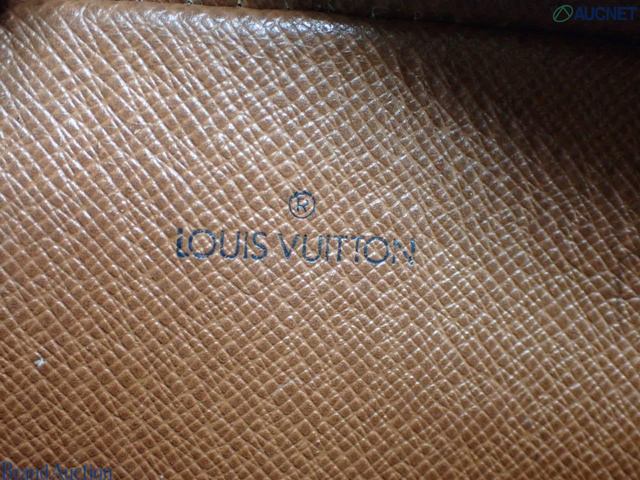 AUCNET
®
LOUIS VUITTON
Brand Auction